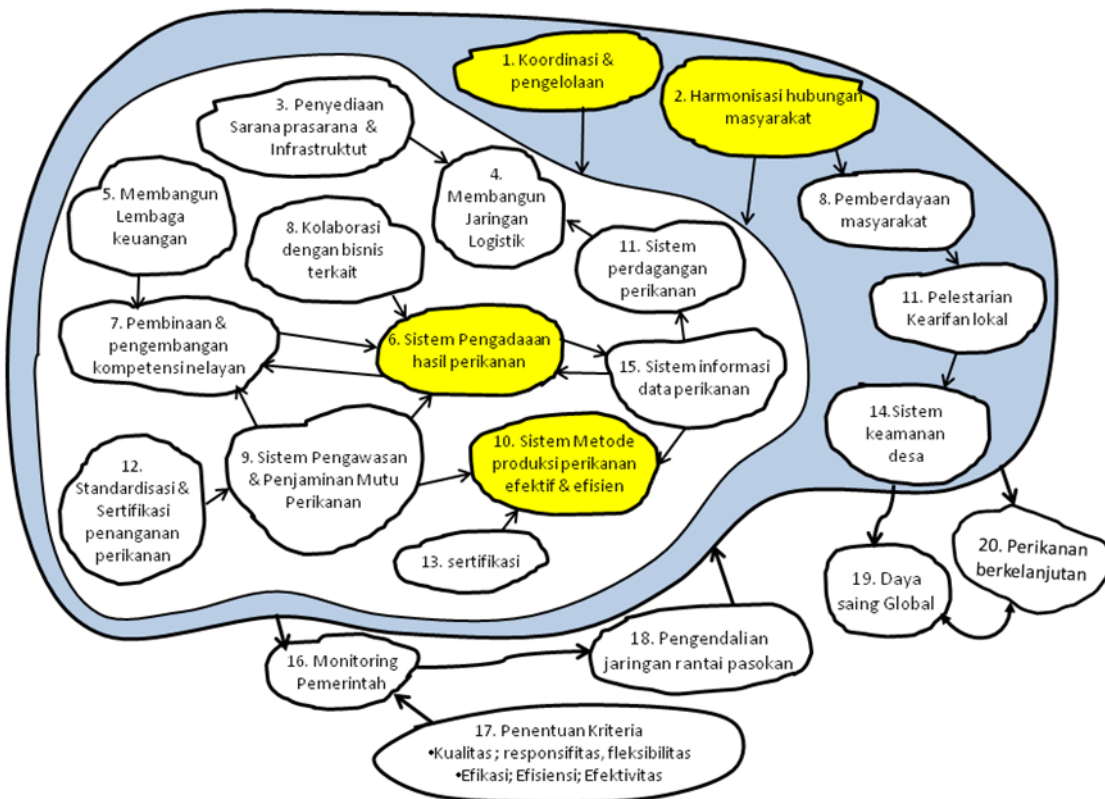 1. Koordinasi &
pengelolaan
2. Harmonisasi hubungan
masyarakat
3. Penyediaan
Sarana prasarana &
Infrastruktut
4.
Membangun
Jaringan
Logistik
5. Membangun
Lembaga
keuangan
8. Kolaborasi
dengan bisnis
terkait
8. Pemberdayaan
masyarakat
11. Sistem
perdagangan
perikanan
11. Pelestarian
Kearifan lokal
7. Pembinaan &
pengembangan
kompetensi nelayan
6. Sistem Pengadaaan
hasil perikanan
15. Sistem informasi
data perikanan
14.Sistem
keamanan
desa
12.
Standardisasi &
Sertifikasi
penanganan
perikanan
9. Sistem Pengawasan
& Penjaminan Mutu
Perikanan
10. Sistem Metode
produksi perikanan
efektif & efisien
13. sertifikasi
20. Perikanan
berkelanjutan
19. Daya
saing Global
16. Monitoring
Pemerintah
18. Pengendalian
jaringan rantai pasokan
17. Penentuan Kriteria
•Kualitas ; responsifitas, fleksibilitas
•Efikasi; Efisiensi; Efektivitas